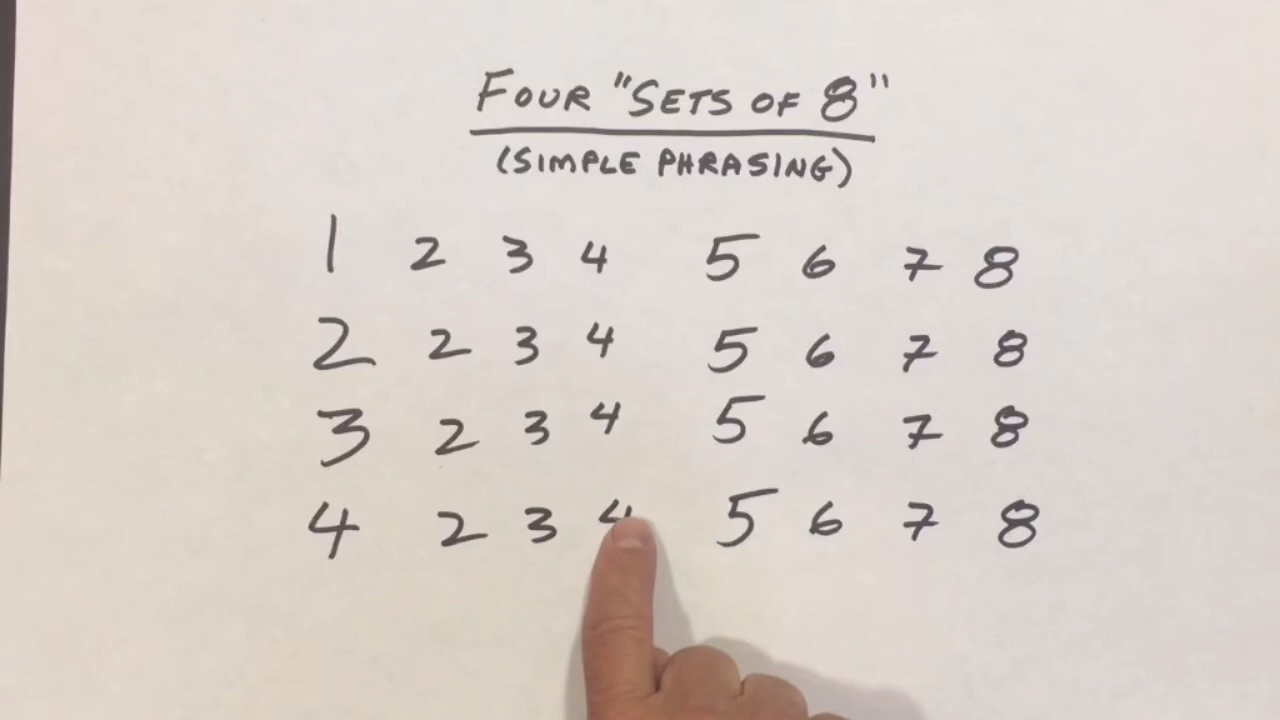 FOUR "SETS OF 8"
(SIMPLE PHRASING)
1 2 3 4 5 6 7 8
2 2 3 4 5 6 7 8
3 2 3 4 5 6 7 8
4 2 3 4 5 6 7 8